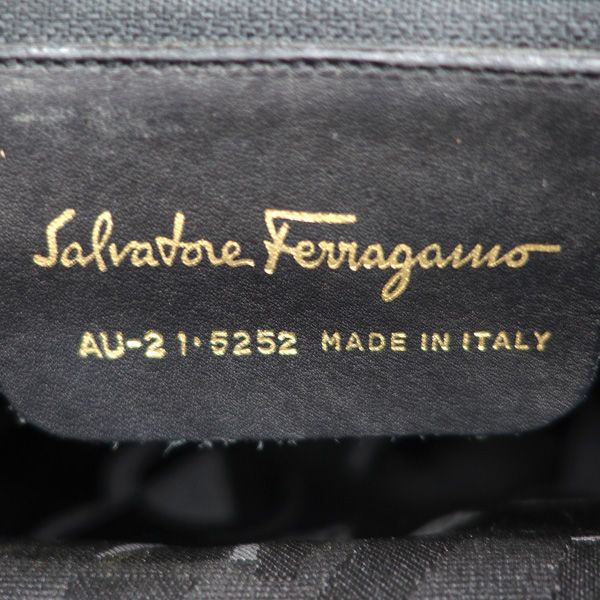 Salvatore Ferragamo
AU-21·5252 MADE IN ITALY